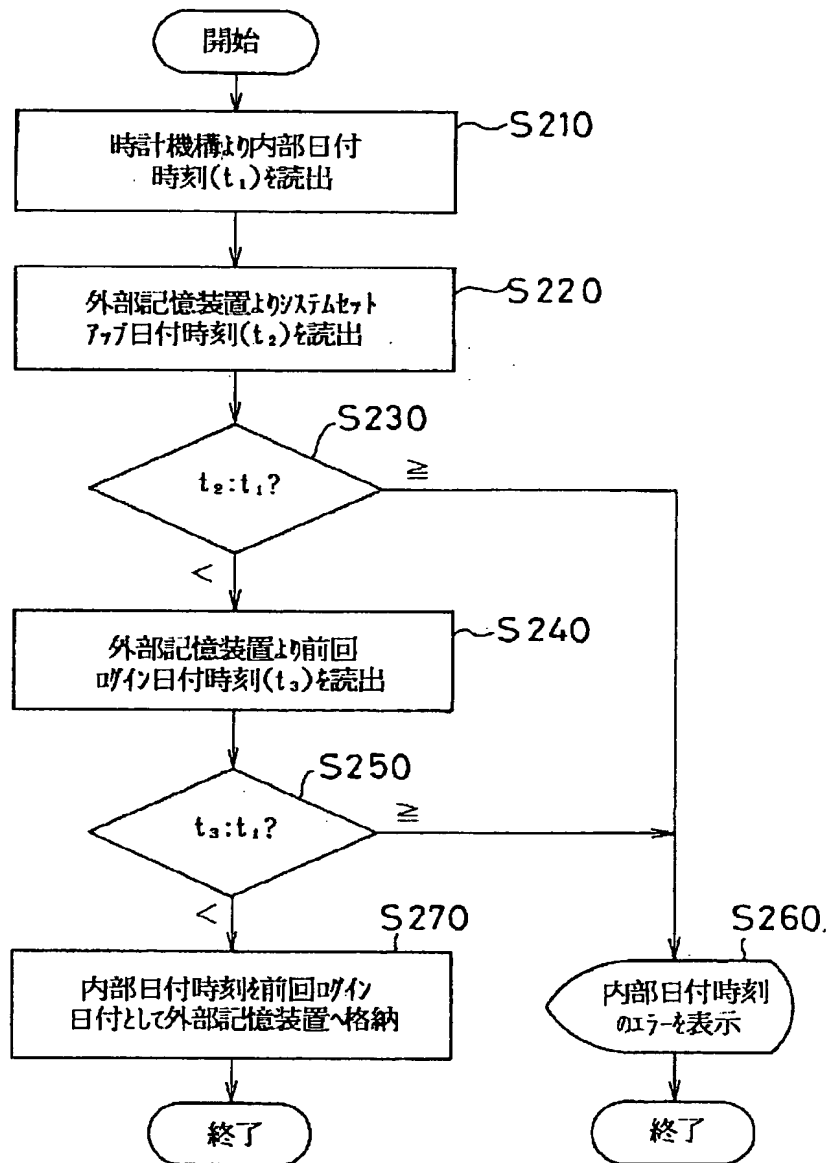 開始
S210
時計機構より内部日付
時刻(t₁)を読出
S220
外部記憶装置よりシステムセット
アップ日付時刻(t₂)を読出
S230
t₂:t₁?
≧
<
S240
外部記憶装置より前回
ログイン日付時刻(t₃)を読出
S250
t₃:t₁?
≧
<
S270
内部日付時刻を前回ログイン
日付として外部記憶装置へ格納
S260
内部日付時刻
のエラーを表示
終了
終了